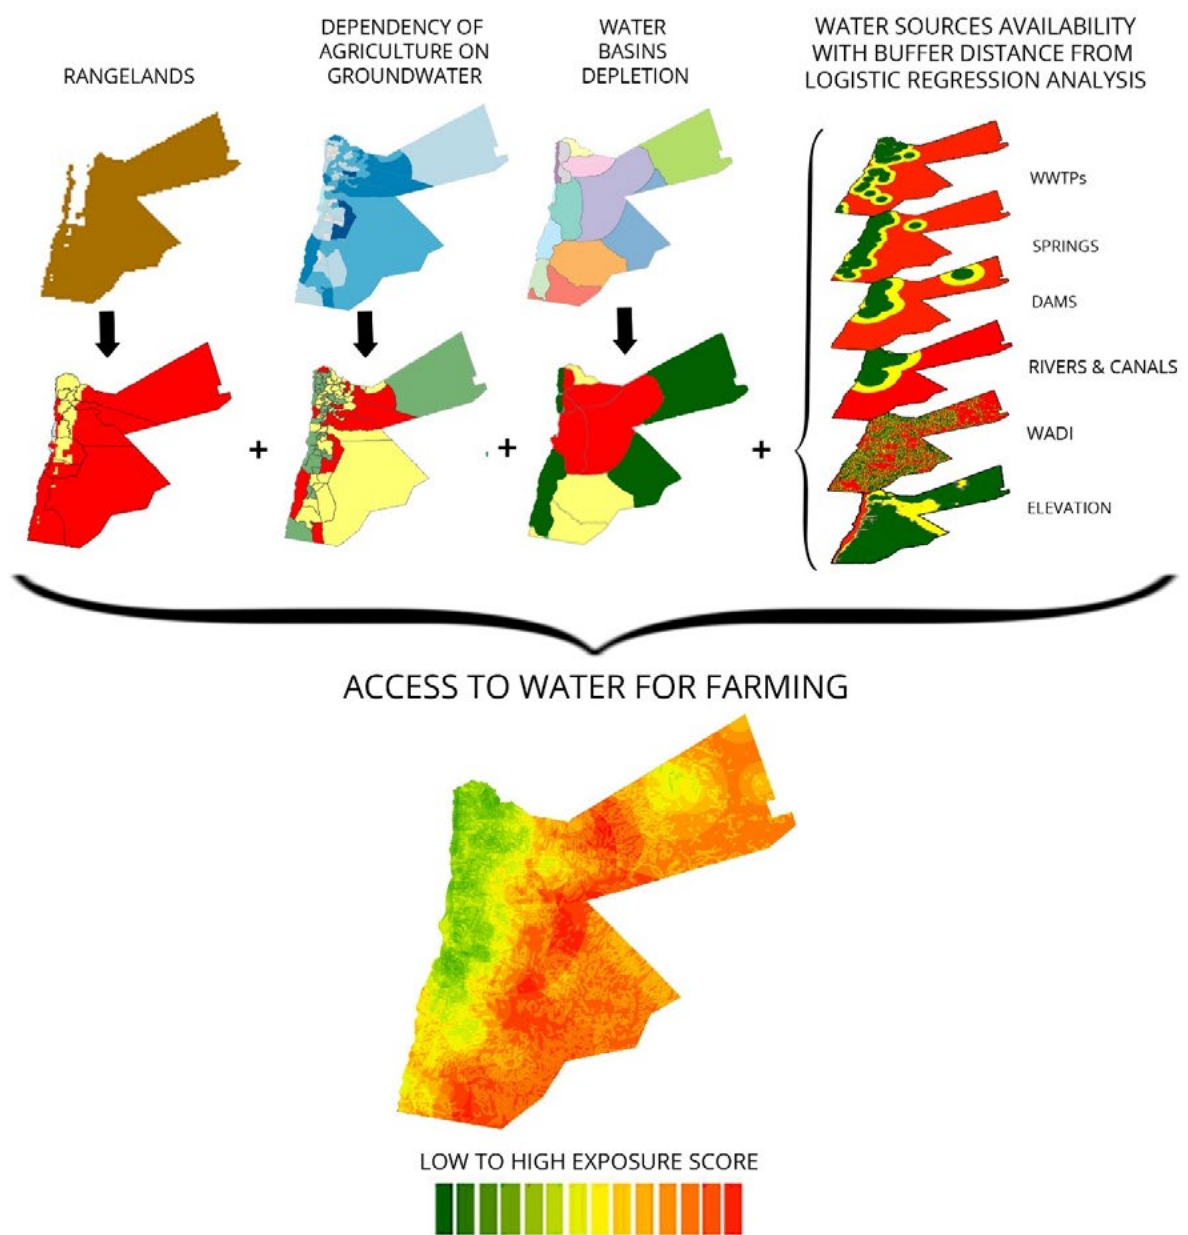 RANGELANDS
DEPENDENCY OF
AGRICULTURE ON
GROUNDWATER
WATER
BASINS
DEPLETION
WATER SOURCES AVAILABILITY
WITH BUFFER DISTANCE FROM
LOGISTIC REGRESSION ANALYSIS
WWTPs
SPRINGS
DAMS
RIVERS & CANALS
WADI
ELEVATION
+
+
+
ACCESS TO WATER FOR FARMING
LOW TO HIGH EXPOSURE SCORE